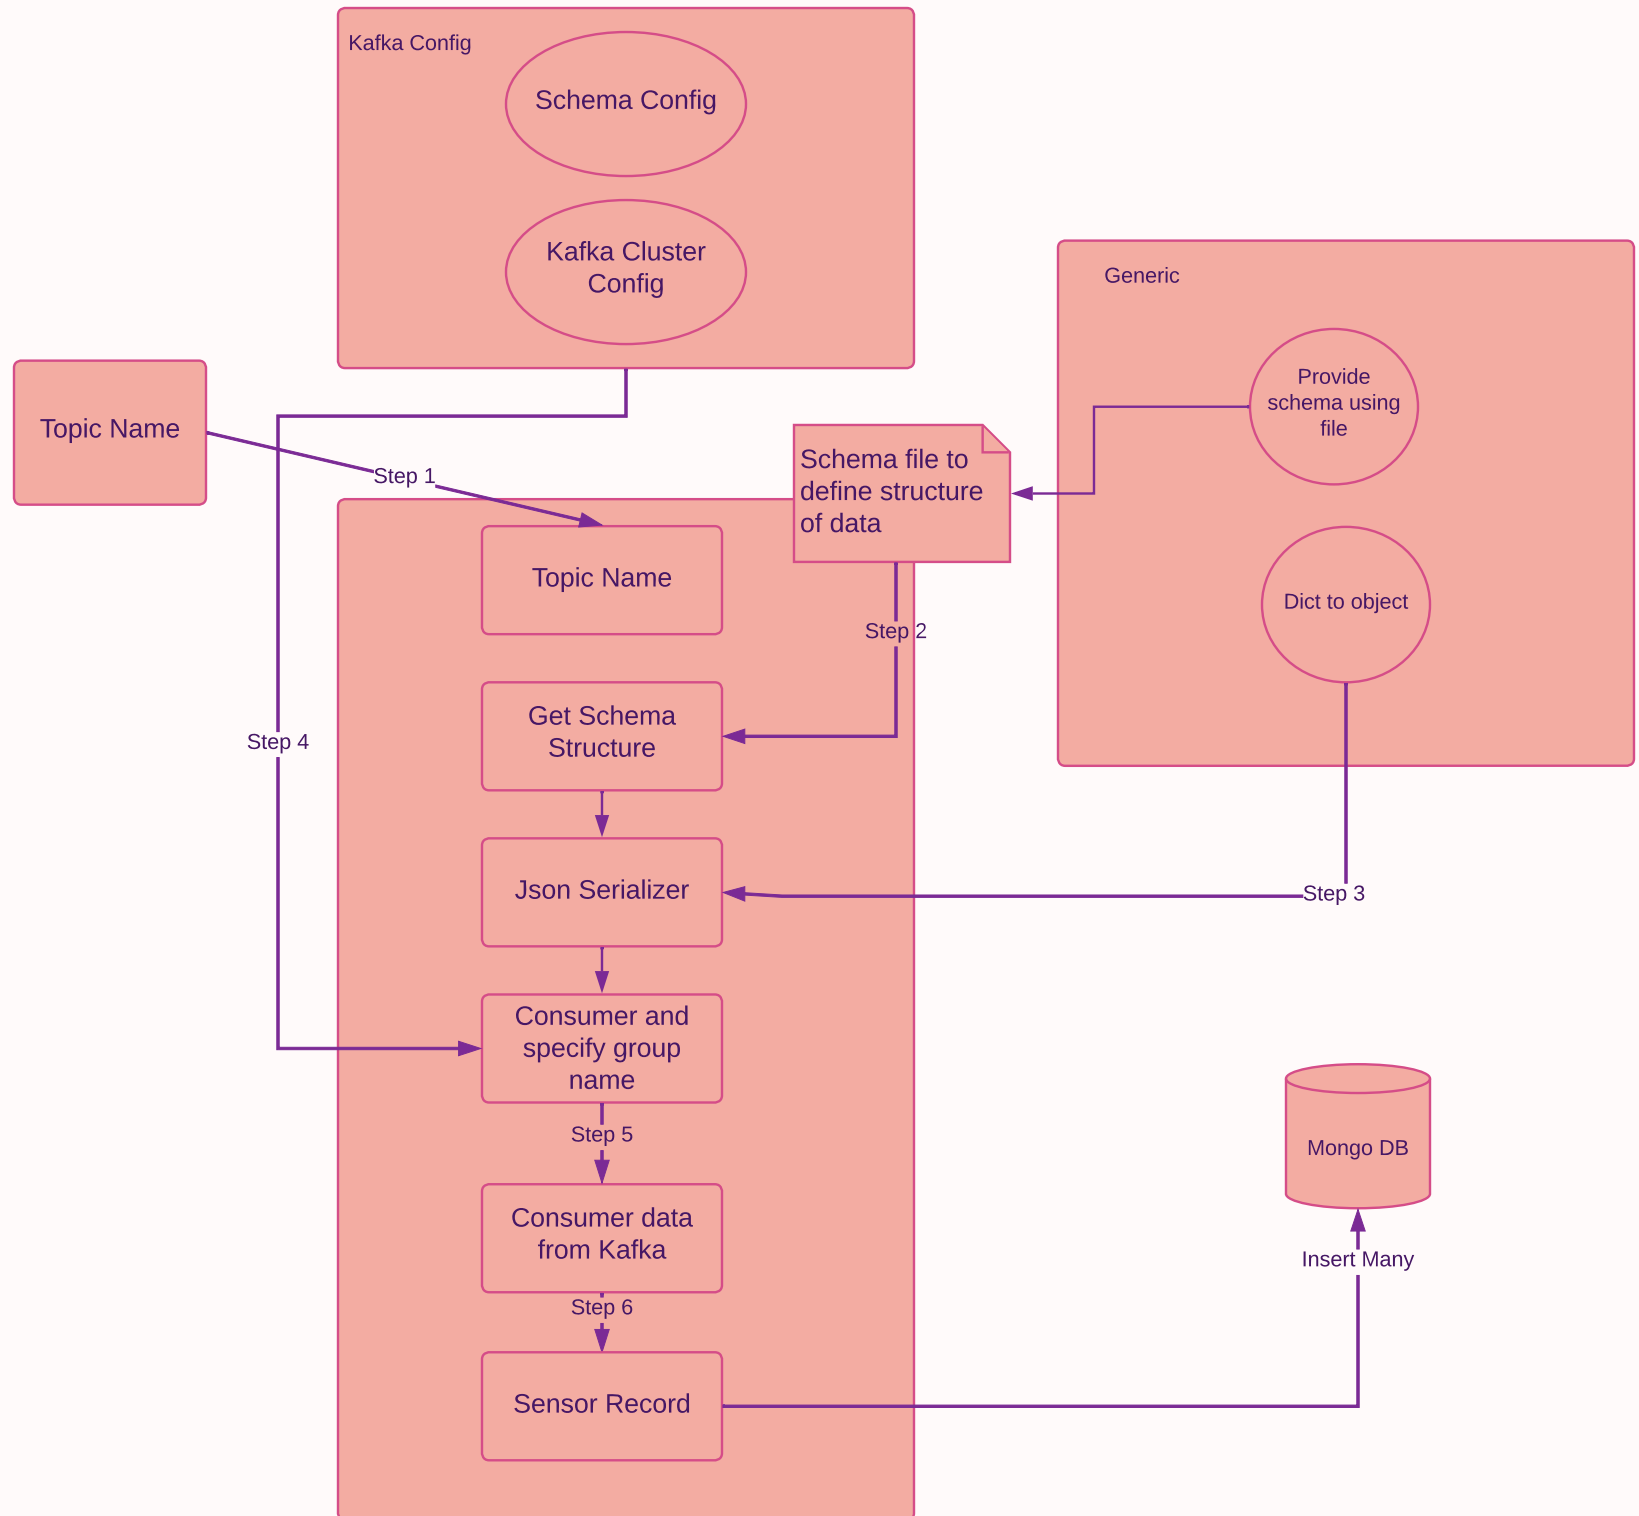 Kafka Config
Schema Config
Kafka Cluster
Config
Generic
Provide
schema using
file
Dict to object
Topic Name
Step 1
Schema file to
define structure
of data
Topic Name
Step 2
Get Schema
Structure
Step 4
Json Serializer
Step 3
Consumer and
specify group
name
Step 5
Consumer data
from Kafka
Step 6
Sensor Record
Mongo DB
Insert Many